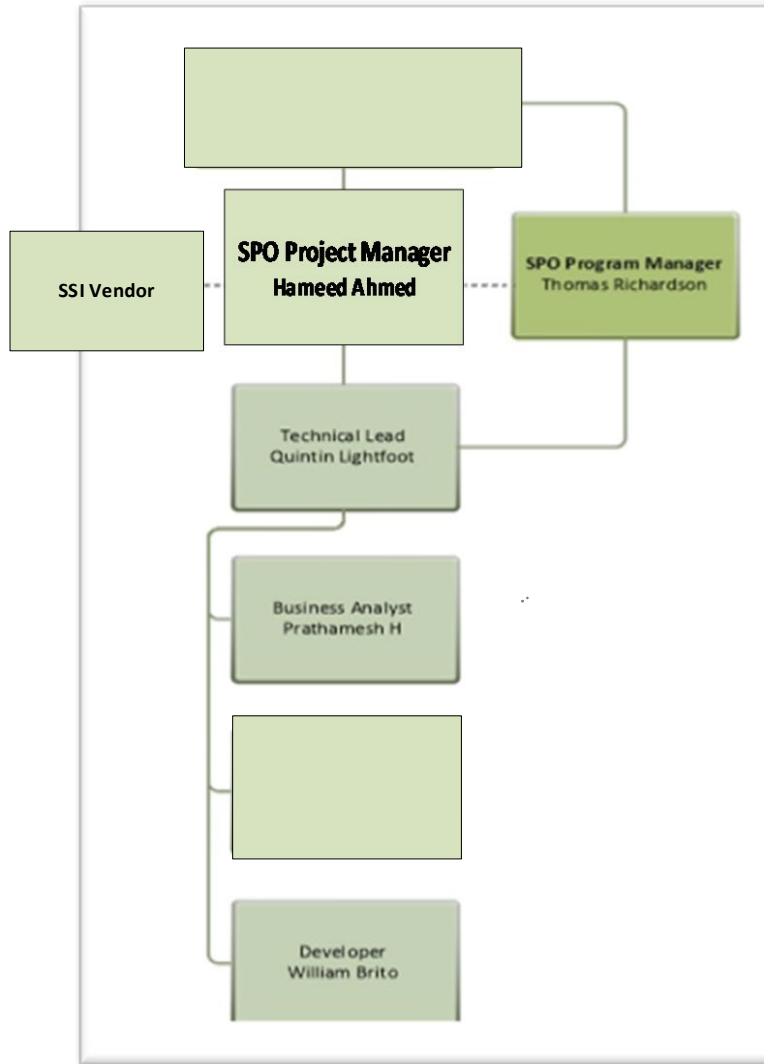 SPO Project Manager
Hameed Ahmed
SSI Vendor
SPO Program Manager
Thomas Richardson
Technical Lead
Quintin Lightfoot
Business Analyst
Prathamesh H
Developer
William Brito